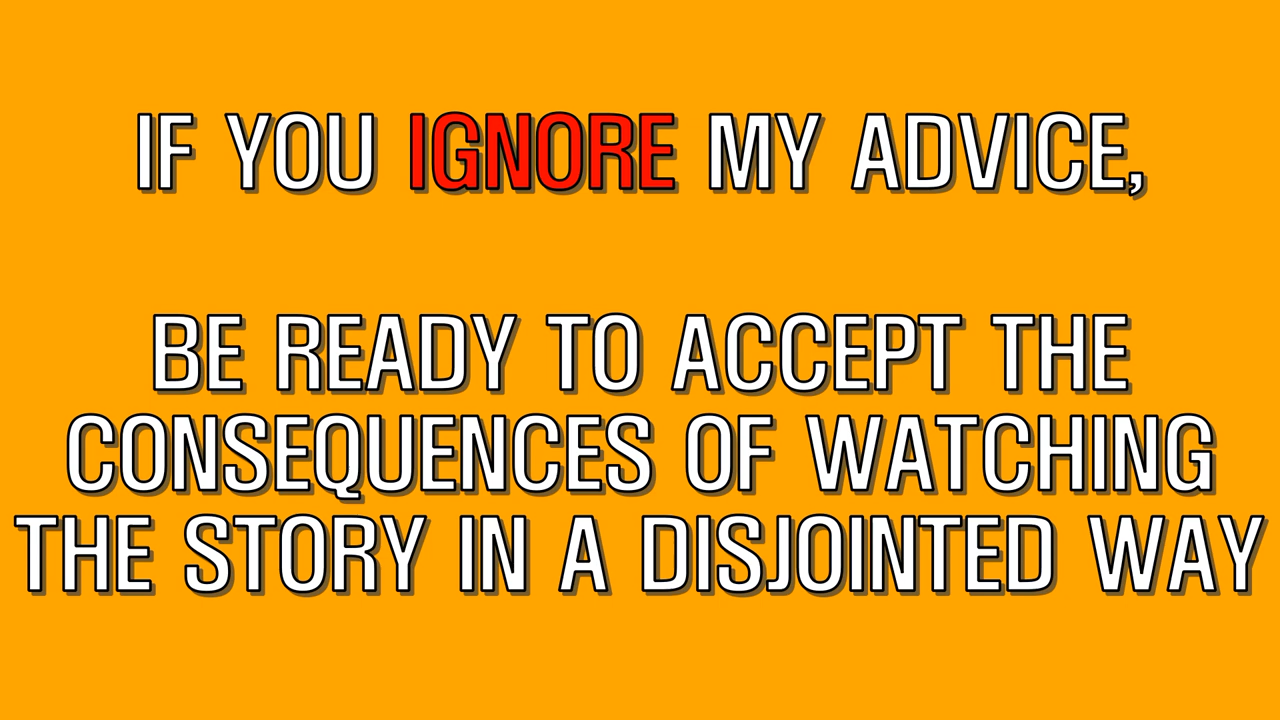 IF YOU IGNORE MY ADVICE,
BE READY TO ACCEPT THE
CONSEQUENCES OF WATCHING
THE STORY IN A DISJOINTED WAY